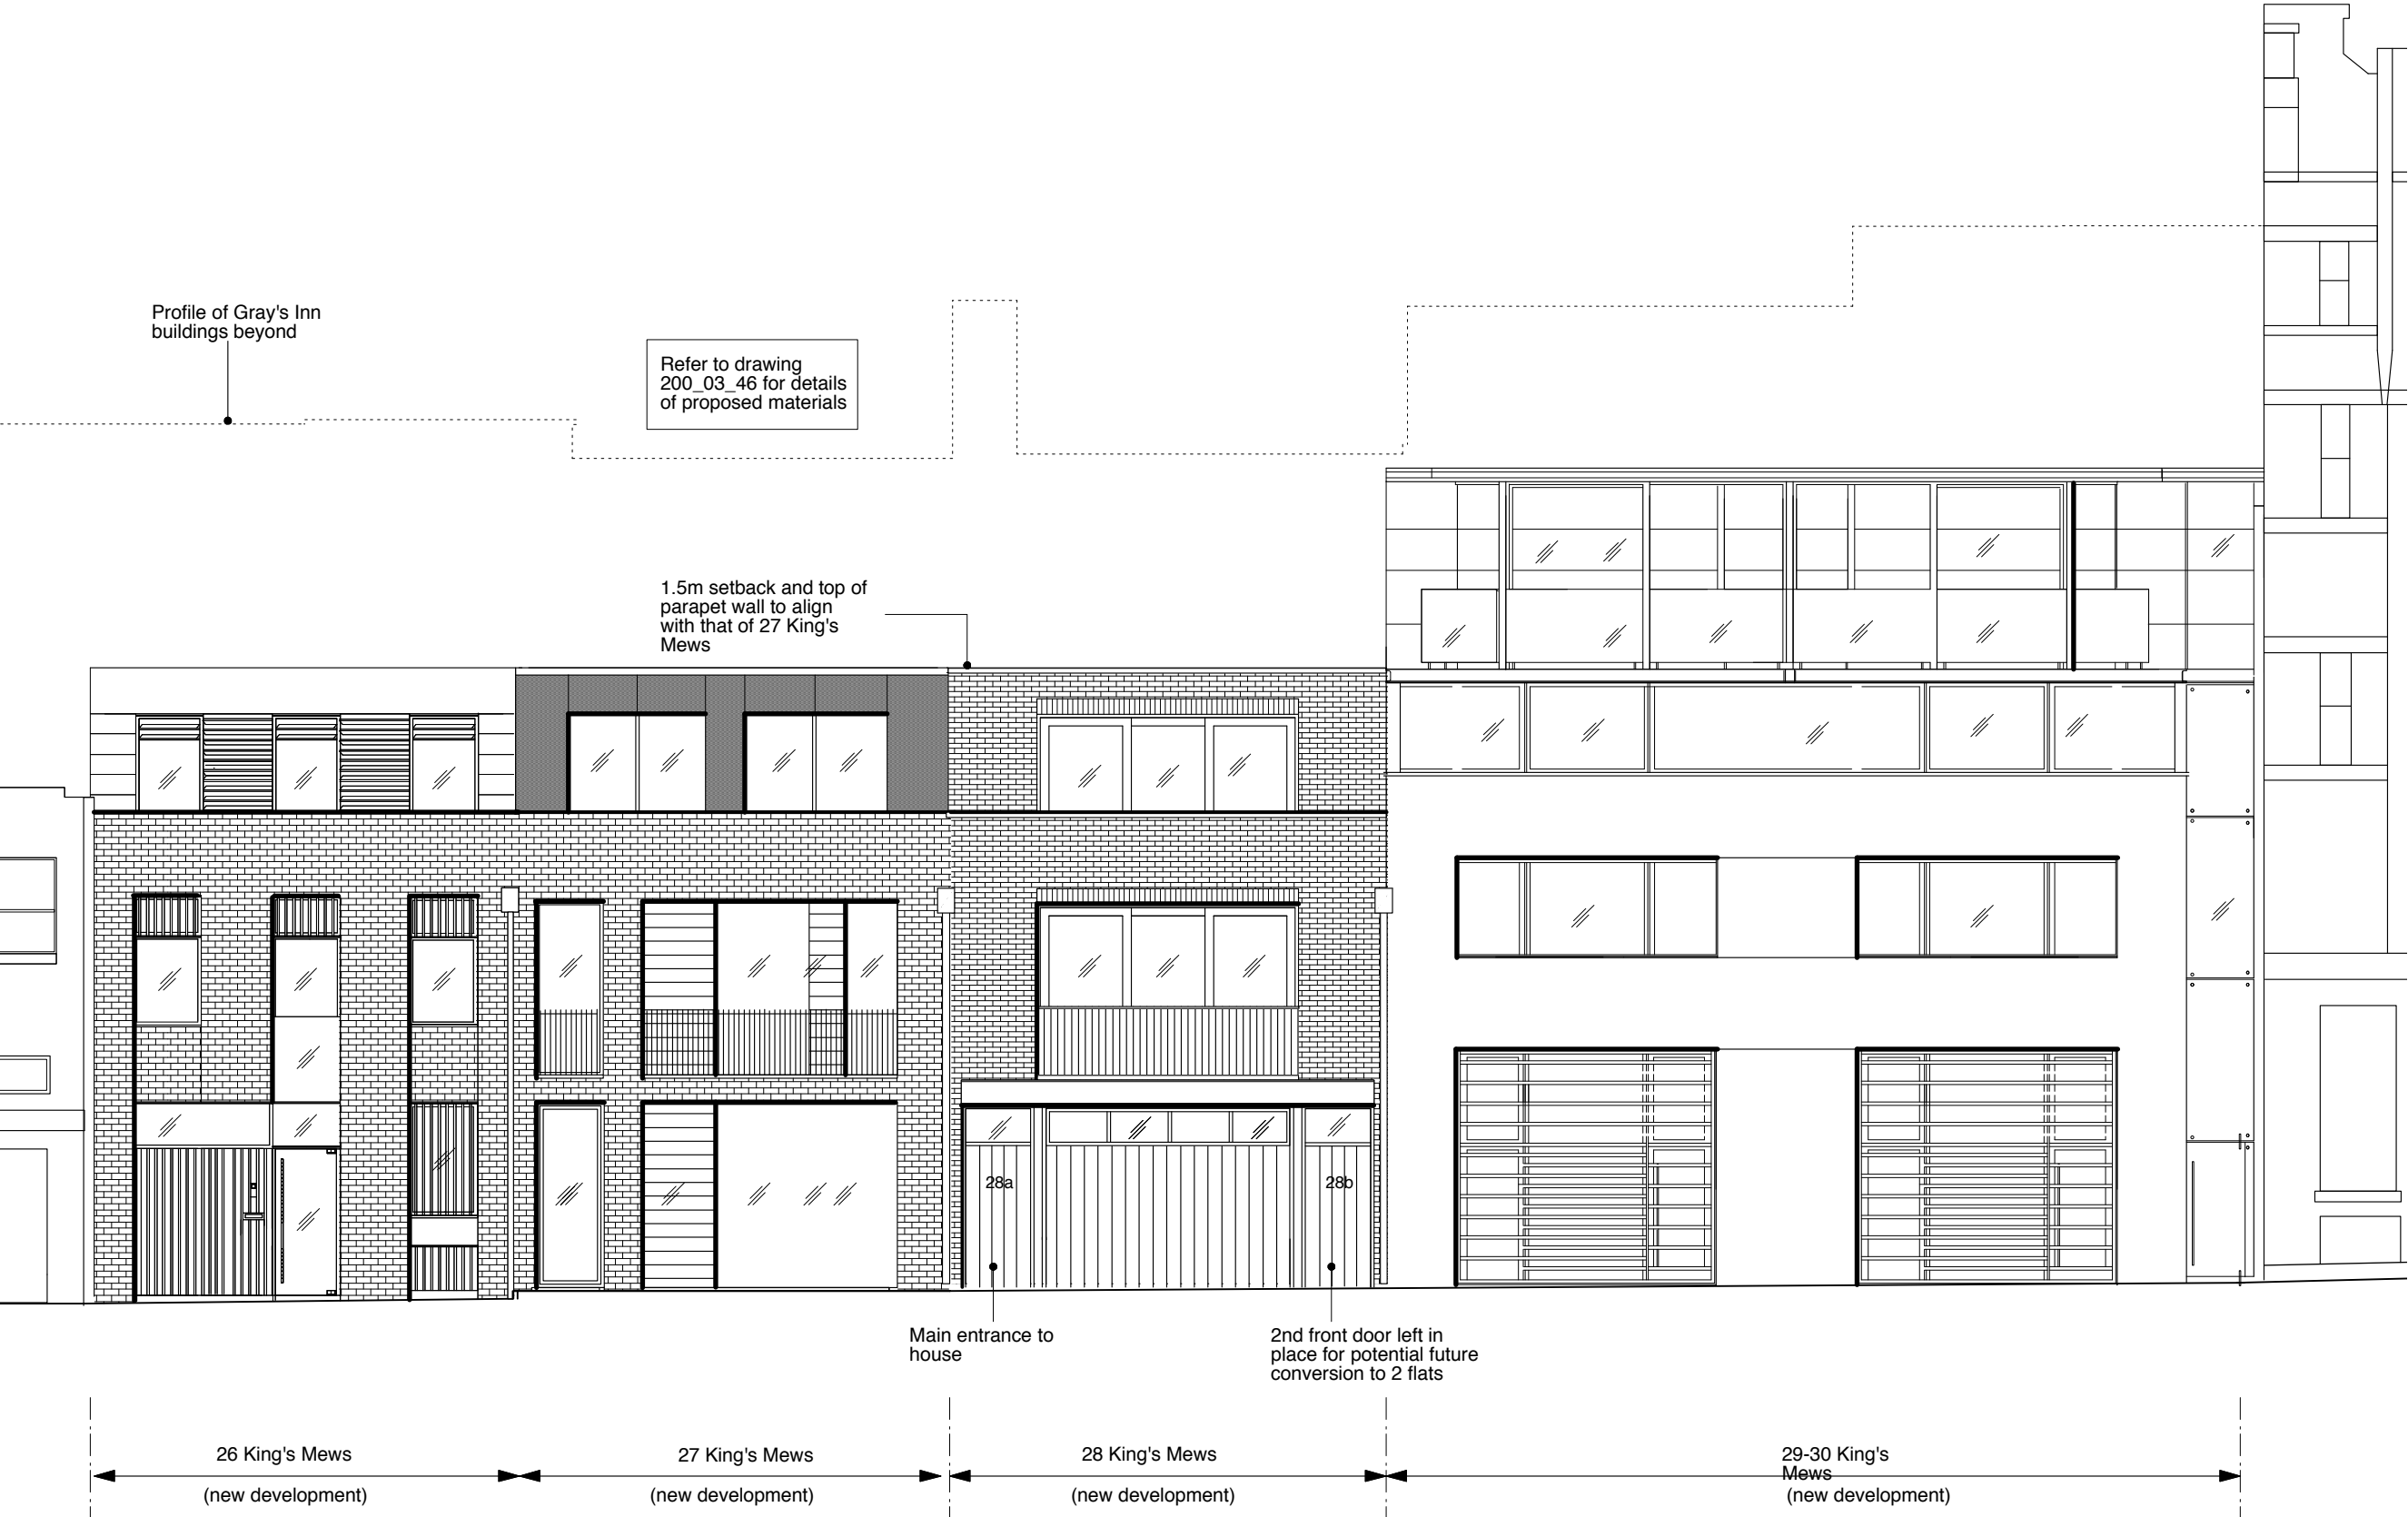 Profile of Gray's Inn
buildings beyond
Refer to drawing
200_03_46 for details
of proposed materials
1.5m setback and top of
parapet wall to align
with that of 27 King's
Mews
28a
28b
Main entrance to
house
2nd front door left in
place for potential future
conversion to 2 flats
26 King's Mews
(new development)
27 King's Mews
(new development)
28 King's Mews
(new development)
29-30 King's
Mews
(new development)